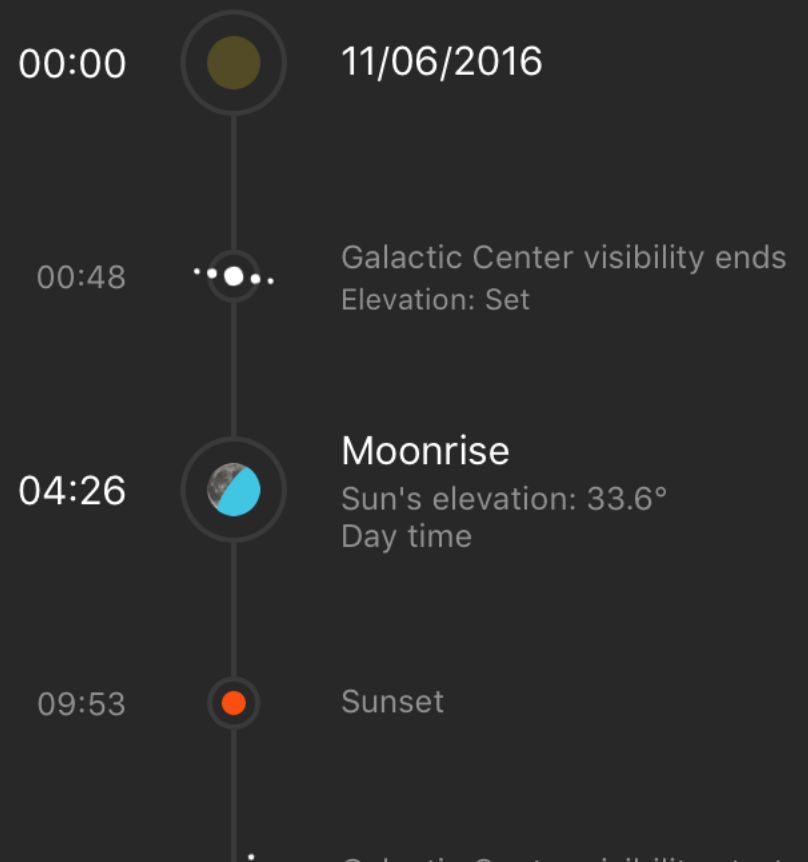 00:00 11/06/2016
Galactic Center visibility ends
00:48
Elevation: Set
Moonrise
04:26
Sun's elevation: 33.6°
Day time
09:53 Sunset